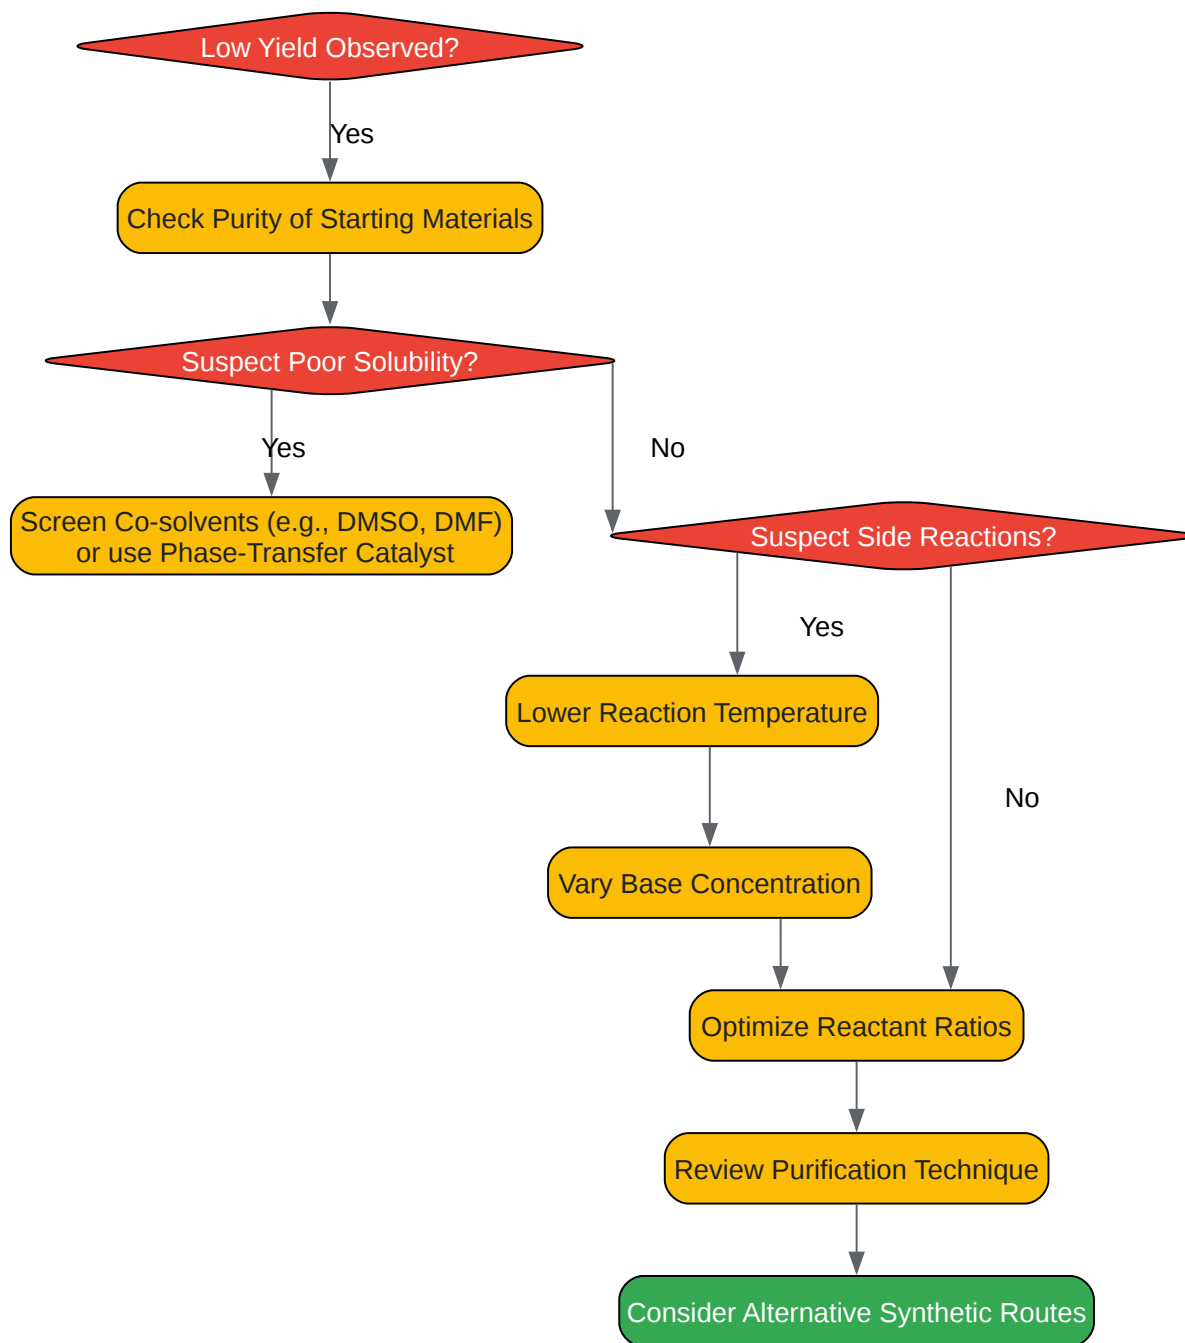 Low Yield Observed?
Yes
Check Purity of Starting Materials
Suspect Poor Solubility?
Yes
No
Screen Co-solvents (e.g., DMSO, DMF)
or use Phase-Transfer Catalyst
Suspect Side Reactions?
Yes
Lower Reaction Temperature
No
Vary Base Concentration
Optimize Reactant Ratios
Review Purification Technique
Consider Alternative Synthetic Routes